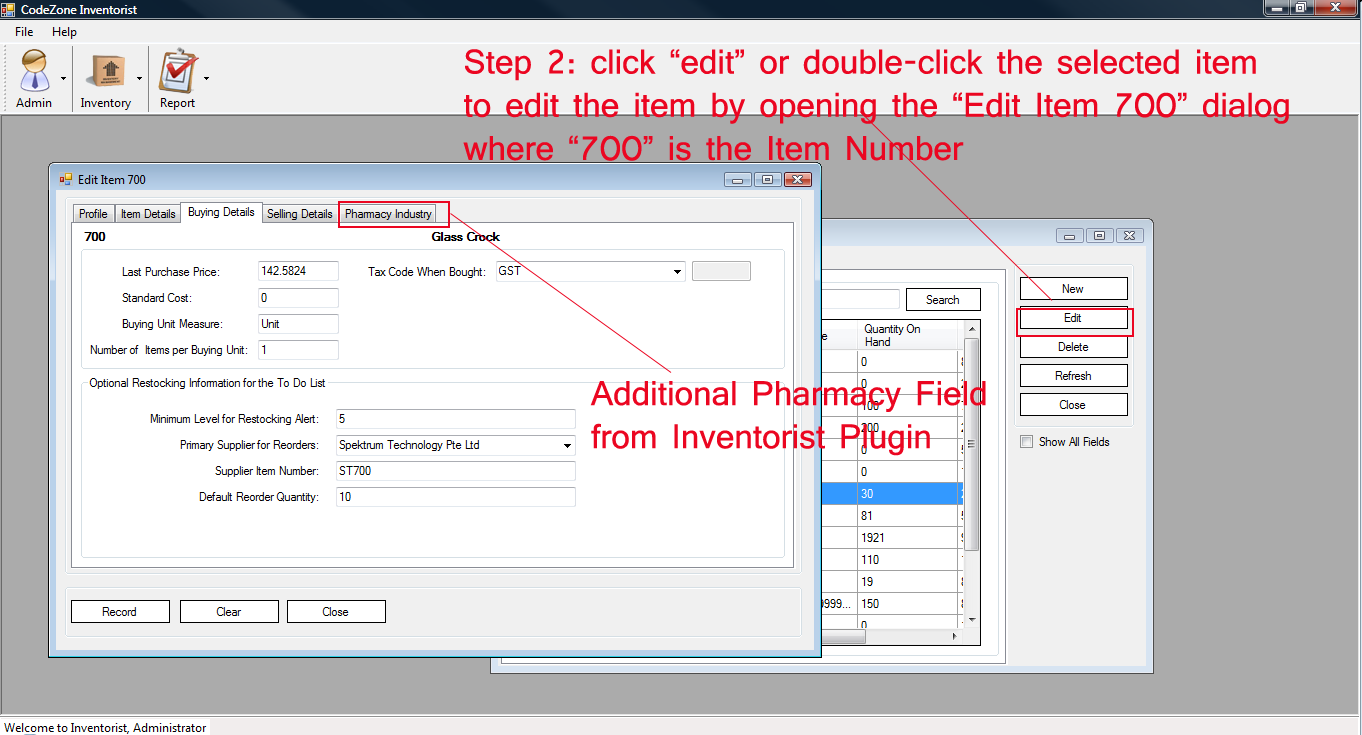 CodeZone Inventorist
File Help
Admin Inventory Report
Step 2: click “edit” or double-click the selected item
to edit the item by opening the “Edit Item 700” dialog
where “700” is the Item Number
Edit Item 700
Profile Item Details Buying Details Selling Details Pharmacy Industry
700 Glass Crock
Last Purchase Price: 142.5824 Tax Code When Bought: GST
Standard Cost: 0
Buying Unit Measure: Unit
Number of Items per Buying Unit: 1
Optional Restocking Information for the To Do List
Minimum Level for Restocking Alert: 5
Primary Supplier for Reorders: Spektrum Technology Pte Ltd
Supplier Item Number: ST700
Default Reorder Quantity: 10
Record Clear Close
Additional Pharmacy Field
from Inventorist Plugin
Search
e Quantity On
Hand
0
0
100
200
0
0
30
81
1921
110
19
9999... 150
0
New
Edit
Delete
Refresh
Close
Show All Fields
Welcome to Inventorist, Administrator